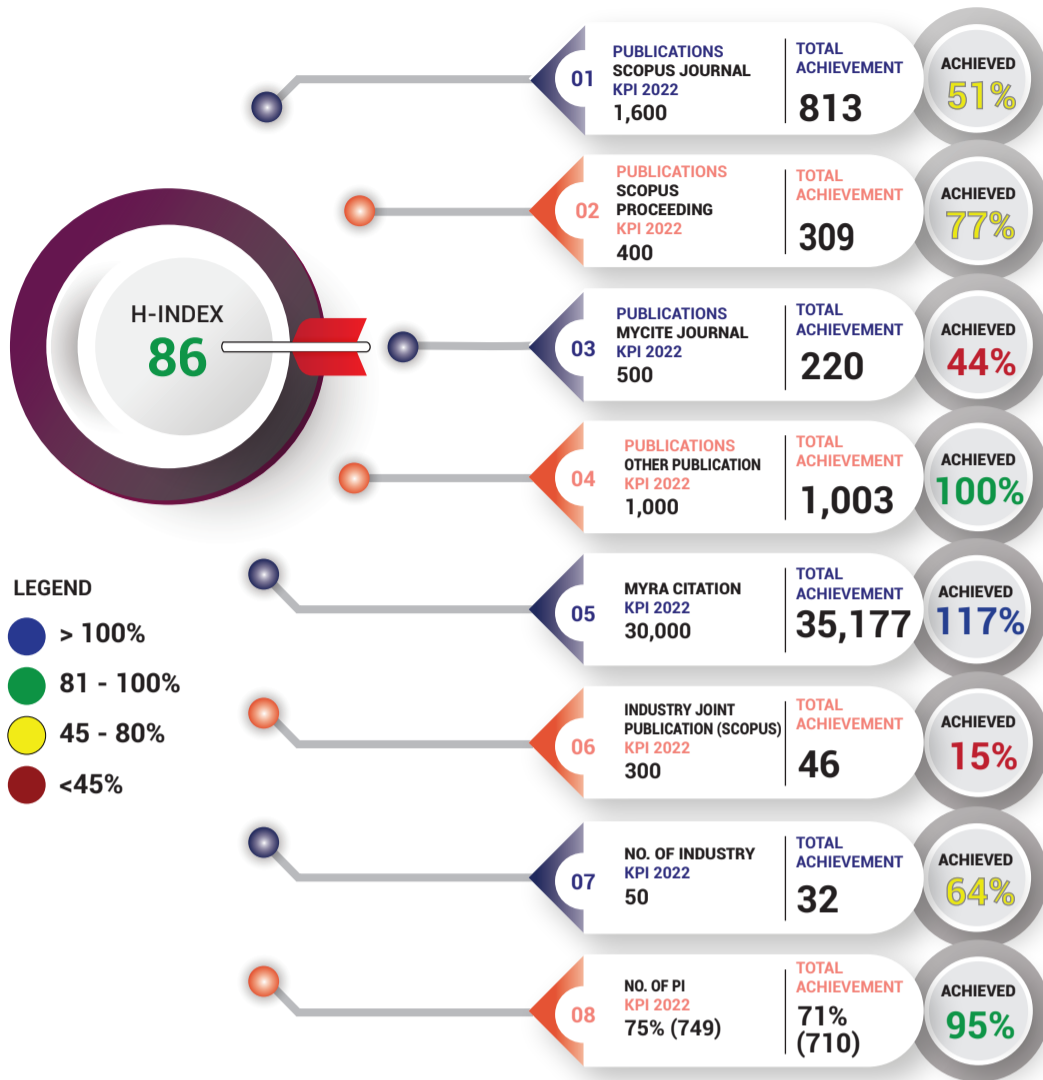 H-INDEX
86
LEGEND
> 100%
81 - 100%
45 - 80%
<45%
01
PUBLICATIONS
SCOPUS JOURNAL
KPI 2022
1,600
TOTAL
ACHIEVEMENT
813
ACHIEVED
51%
02
PUBLICATIONS
SCOPUS
PROCEEDING
KPI 2022
400
TOTAL
ACHIEVEMENT
309
ACHIEVED
77%
03
PUBLICATIONS
MYCITE JOURNAL
KPI 2022
500
TOTAL
ACHIEVEMENT
220
ACHIEVED
44%
04
PUBLICATIONS
OTHER PUBLICATION
KPI 2022
1,000
TOTAL
ACHIEVEMENT
1,003
ACHIEVED
100%
05
MYRA CITATION
KPI 2022
30,000
TOTAL
ACHIEVEMENT
35,177
ACHIEVED
117%
06
INDUSTRY JOINT
PUBLICATION (SCOPUS)
KPI 2022
300
TOTAL
ACHIEVEMENT
46
ACHIEVED
15%
07
NO. OF INDUSTRY
KPI 2022
50
TOTAL
ACHIEVEMENT
32
ACHIEVED
64%
08
NO. OF PI
KPI 2022
75% (749)
TOTAL
ACHIEVEMENT
71%
(710)
ACHIEVED
95%